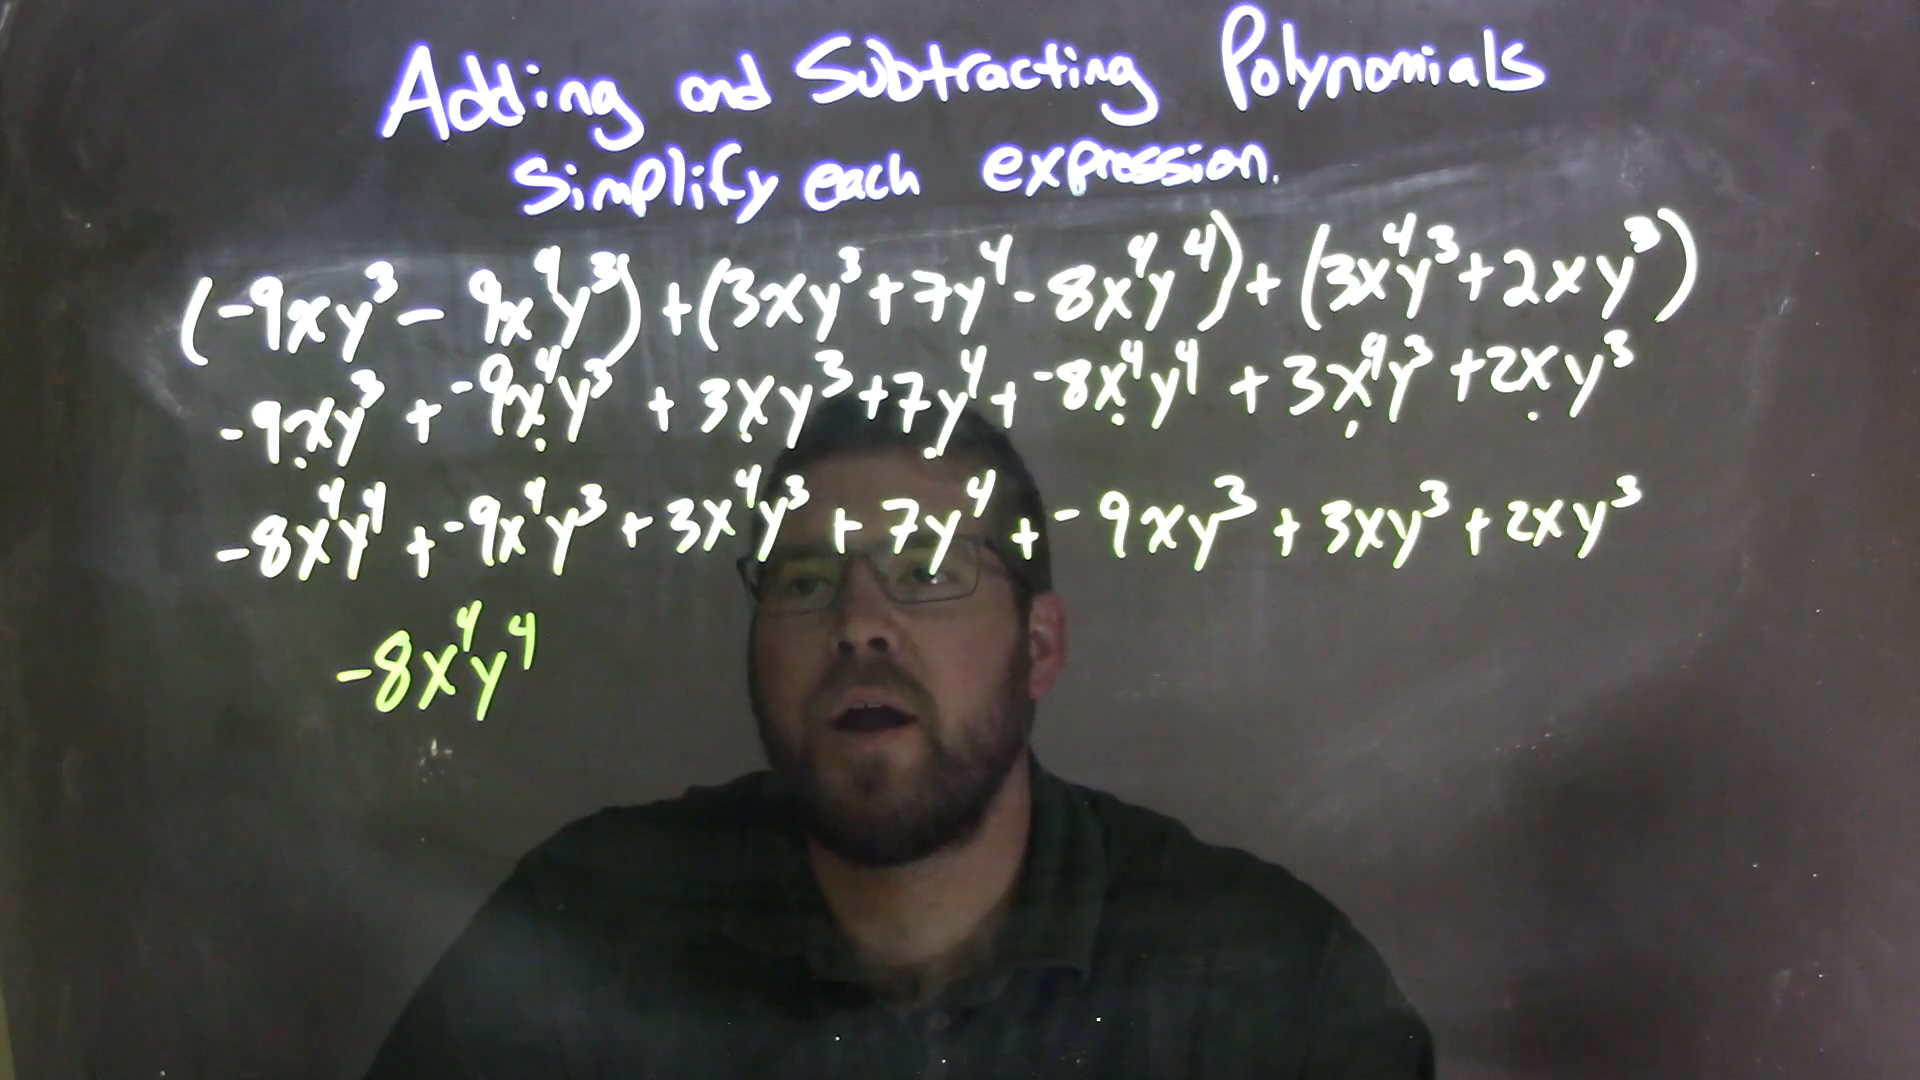 Adding and Subtracting Polynomials
Simplify each expression.
(-9xy³ - 9x⁴y³) + (3xy³ + 7y⁴ - 8x⁴y⁴) + (3x⁴y³ + 2xy³)
-9xy³ + -9x⁴y³ + 3xy³ + 7y⁴ + -8x⁴y⁴ + 3x⁴y³ + 2xy³
-8x⁴y⁴ + -9x⁴y³ + 3x⁴y³ + 7y⁴ + -9xy³ + 3xy³ + 2xy³
-8x⁴y⁴